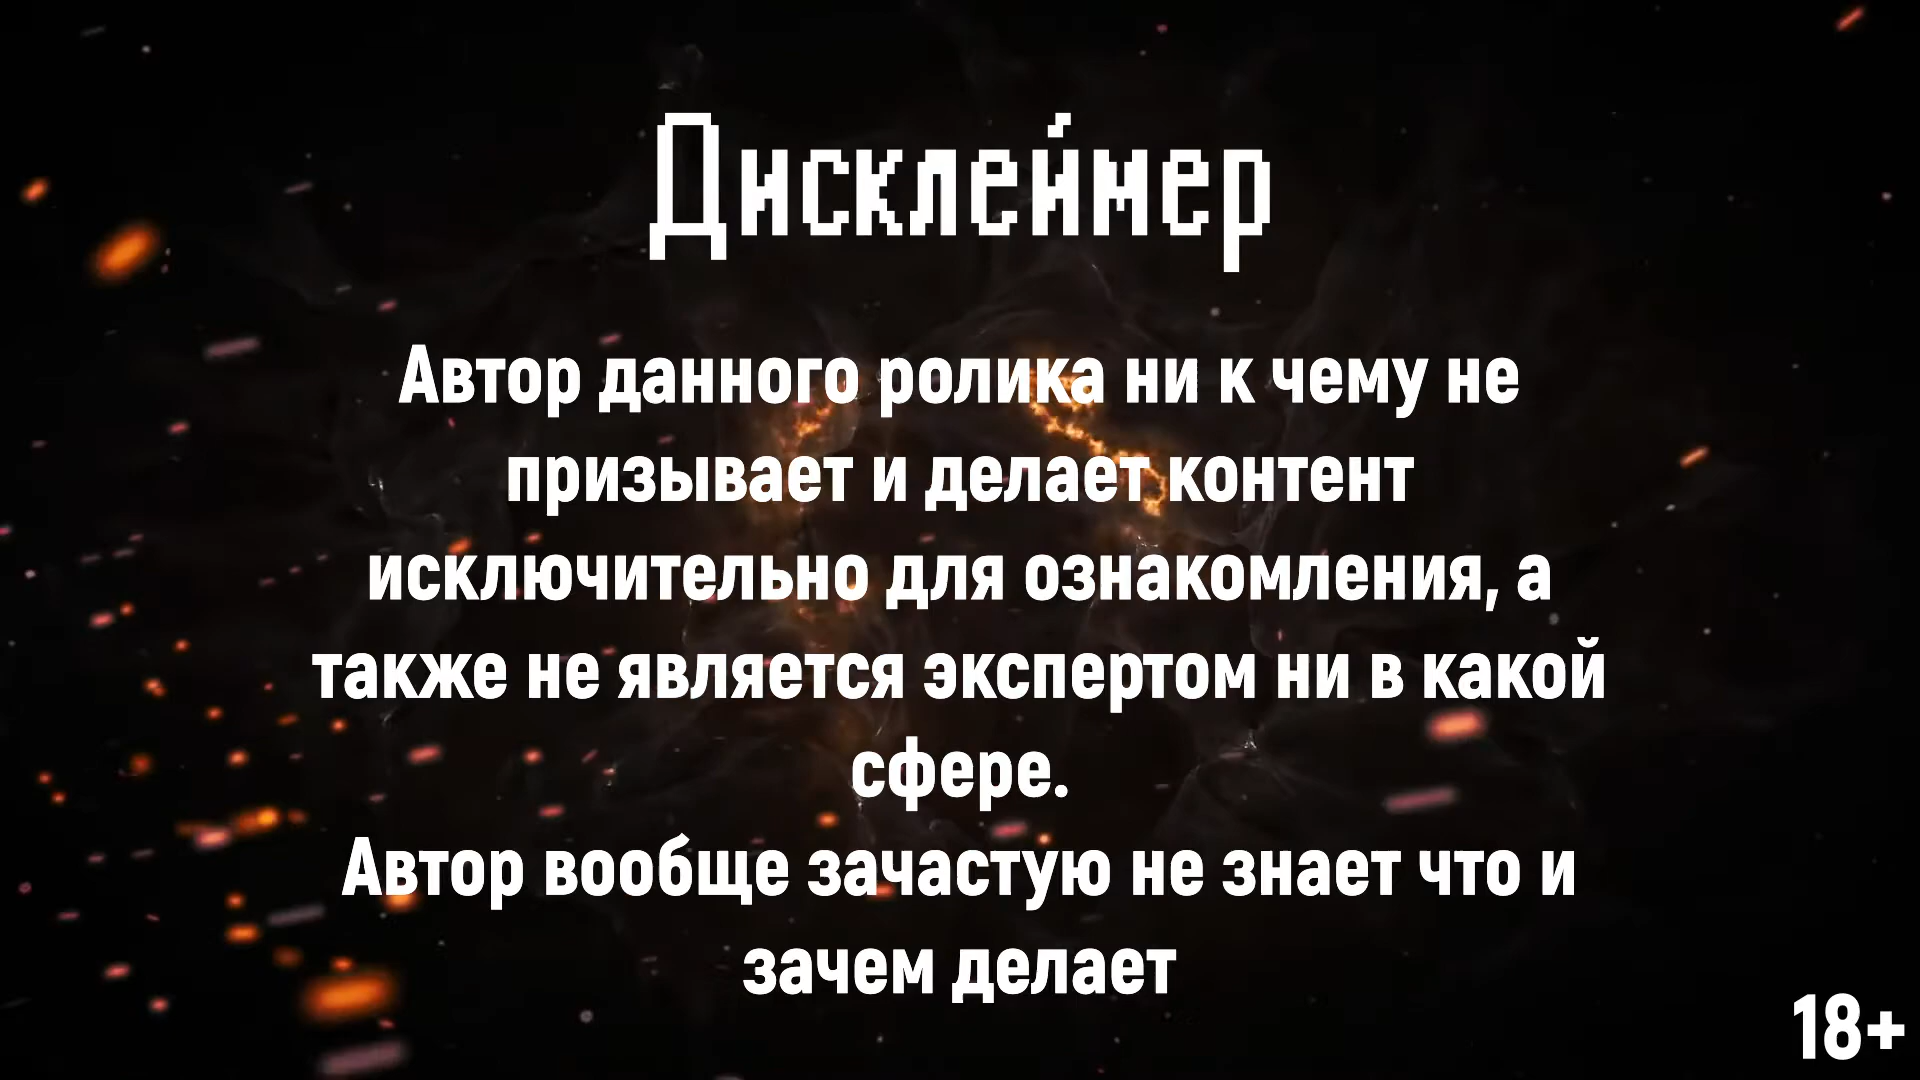 Дисклеймер
Автор данного ролика ни к чему не
призывает и делает контент
исключительно для ознакомления, а
также не является экспертом ни в какой
сфере.
Автор вообще зачастую не знает что и
зачем делает
18+